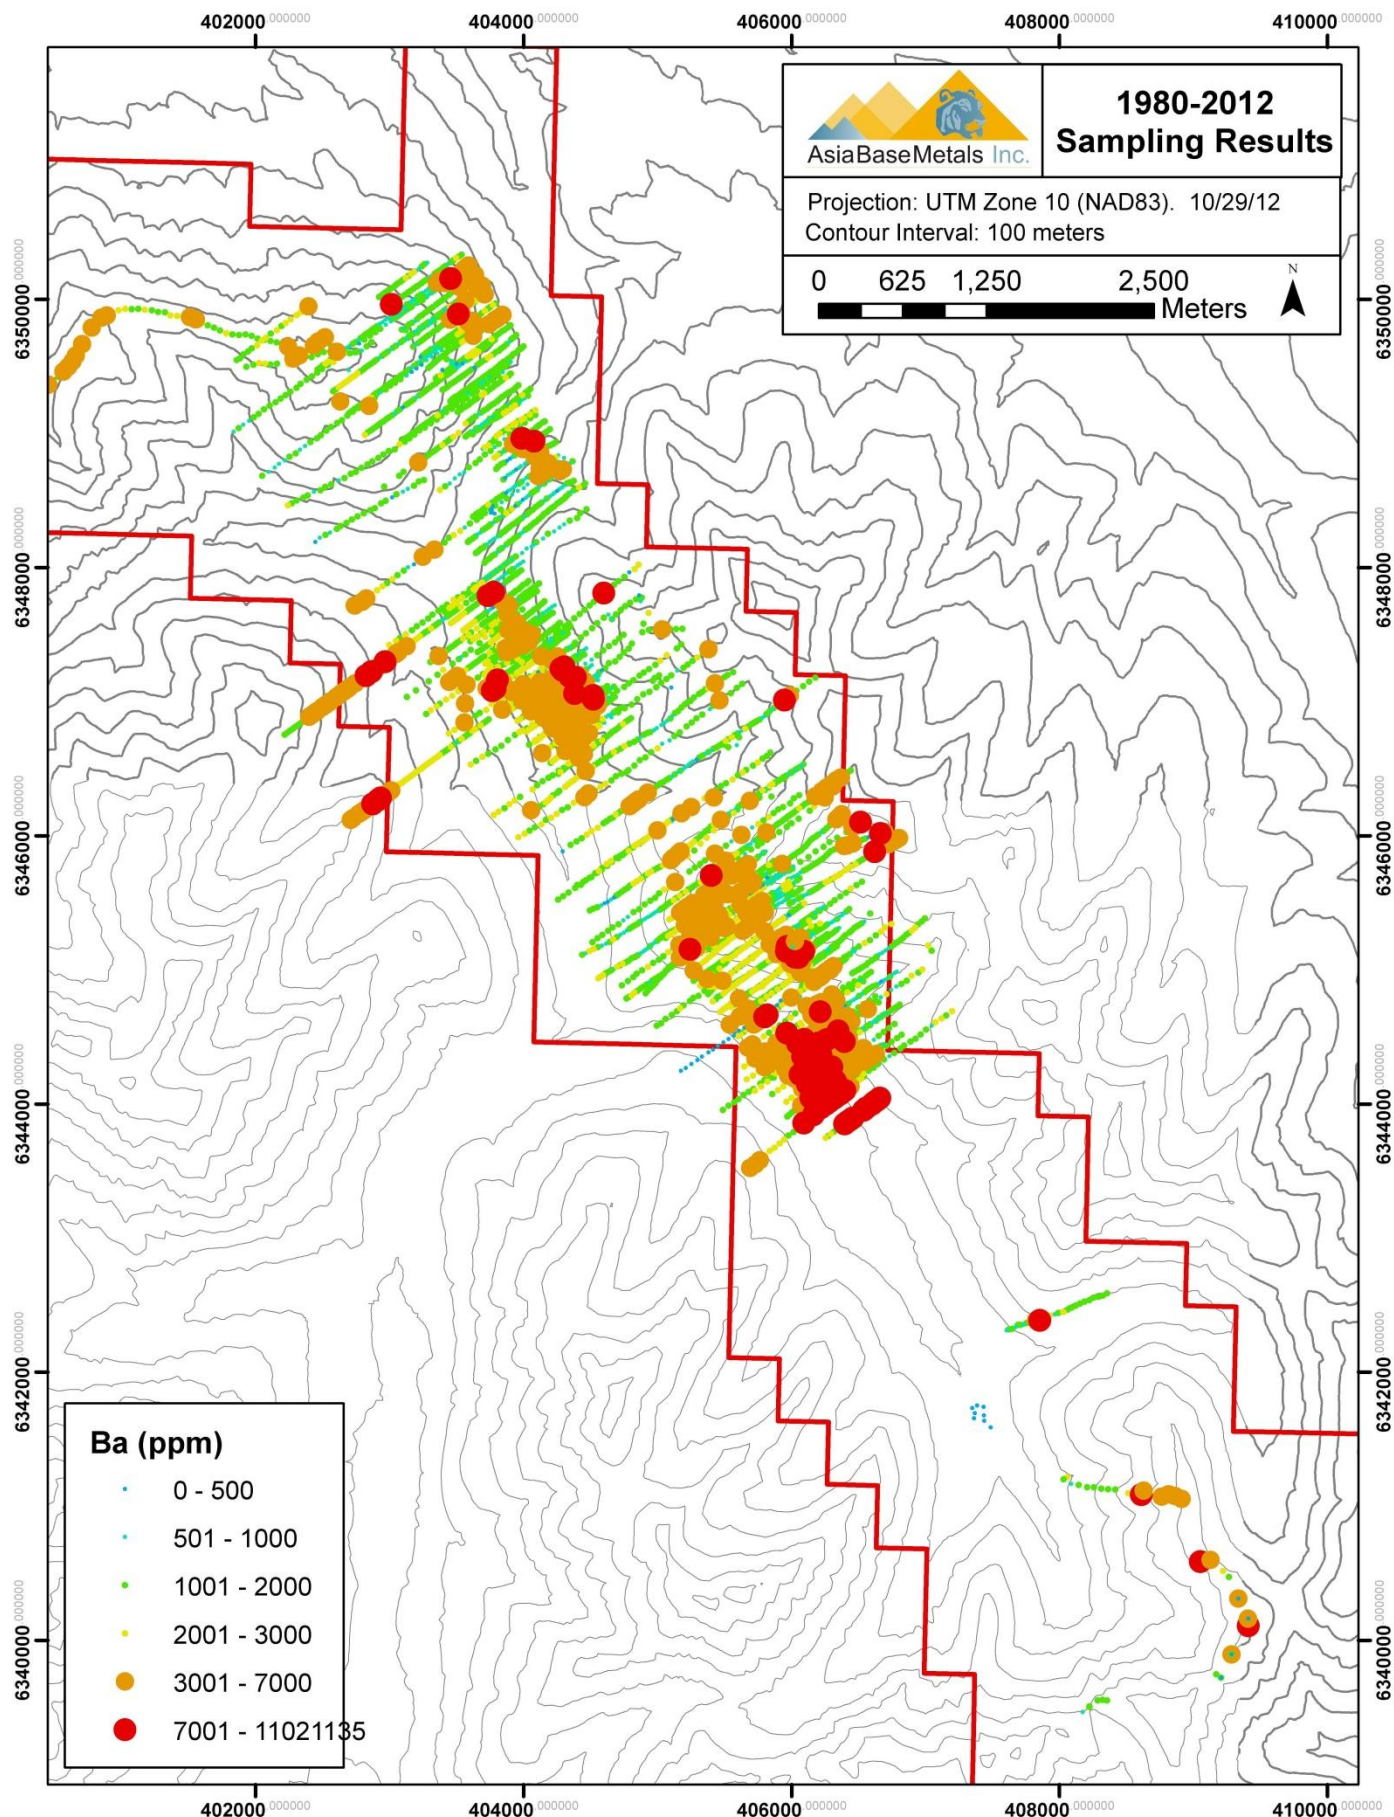 402000.000000 404000.000000 406000.000000 408000.000000 410000.000000
AsiaBaseMetals Inc.
1980-2012
Sampling Results
Projection: UTM Zone 10 (NAD83). 10/29/12
Contour Interval: 100 meters
0 625 1,250 2,500
Meters
N
6350000.000000 6350000.000000
6348000.000000 6348000.000000
6346000.000000 6346000.000000
6344000.000000 6344000.000000
6342000.000000 6342000.000000
6340000.000000 6340000.000000
Ba (ppm)
0 - 500
501 - 1000
1001 - 2000
2001 - 3000
3001 - 7000
7001 - 11021135
402000.000000 404000.000000 406000.000000 408000.000000 410000.000000